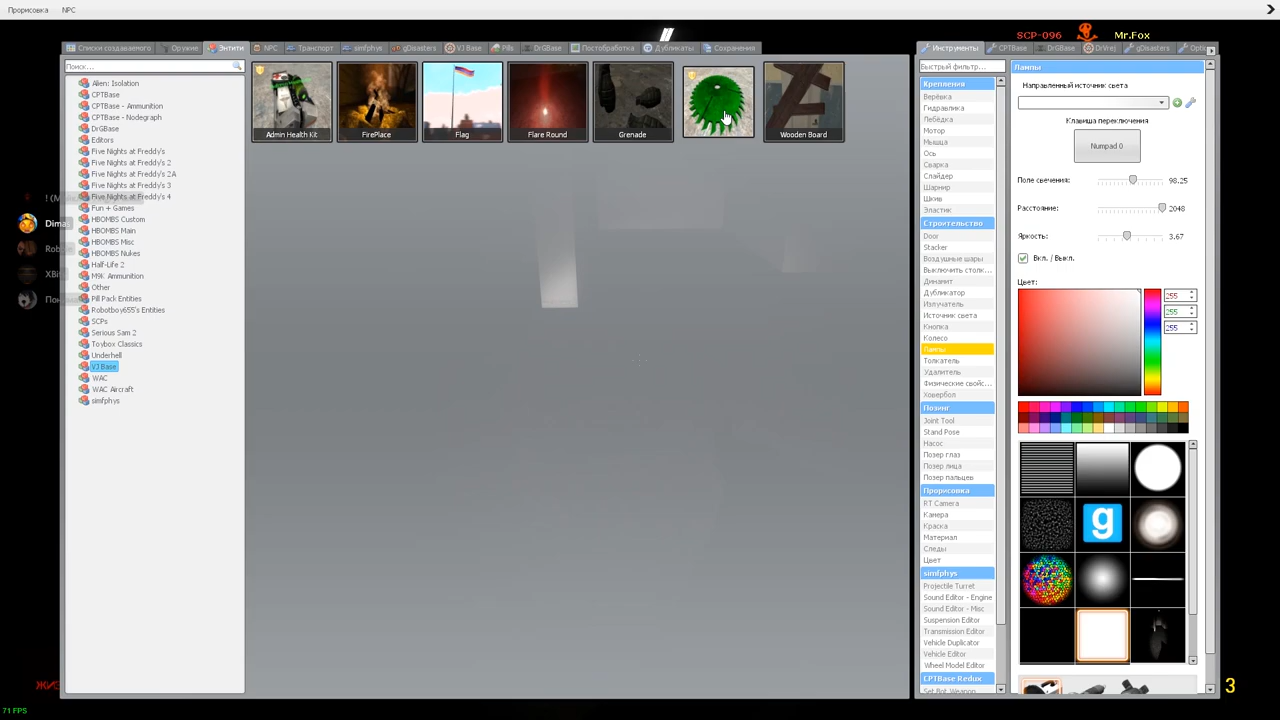 Прорисовка NPC
SCP-096 Mr.Fox
Списки создаваемого Оружие Энтити NPC Транспорт simfphys gDisasters VJ Base Pills DrGBase Постобработка Дубликаты Сохранения
Инструменты CPTBase DrGBase DrVrej gDisasters
Поиск...
Alien: Isolation
CPTBase
CPTBase - Ammunition
CPTBase - Nodegraph
DrGBase
Editors
Five Nights at Freddy's
Five Nights at Freddy's 2
Five Nights at Freddy's 2A
Five Nights at Freddy's 3
Five Nights at Freddy's 4
Fun + Games
HBOMBS Custom
HBOMBS Main
HBOMBS Misc
HBOMBS Nukes
Half-Life 2
M9K Ammunition
Other
Pill Pack Entities
Robotboy655's Entities
SCPs
Serious Sam 2
Toybox Classics
Underhell
VJ Base
WAC
WAC Aircraft
simfphys
Admin Health Kit
FirePlace
Flag
Flare Round
Grenade
Wooden Board
Быстрый фильтр...
Крепления
Верёвка
Гидравлика
Лебёдка
Мотор
Мышца
Ось
Сварка
Слайдер
Шарнир
Шкив
Эластик
Строительство
Door
Stacker
Воздушные шары
Выключить столк...
Динамит
Дубликатор
Излучатель
Источник света
Кнопка
Колесо
Лампы
Толкатель
Удалитель
Физические свойс...
Ховербол
Позинг
Joint Tool
Stand Pose
Насос
Позер глаз
Позер лица
Позер пальцев
Прорисовка
RT Camera
Камера
Краска
Материал
Следы
Цвет
simfphys
Projectile Turret
Sound Editor - Engine
Sound Editor - Misc
Suspension Editor
Transmission Editor
Vehicle Duplicator
Vehicle Editor
Wheel Model Editor
CPTBase Redux
Set Bot Weapon
Лампы
Направленный источник света
Клавиша переключения
Numpad 0
Поле свечения: 98.25
Расстояние: 2048
Яркость: 3.67
Вкл. / Выкл.
Цвет:
255
255
255
g
3
71 FPS